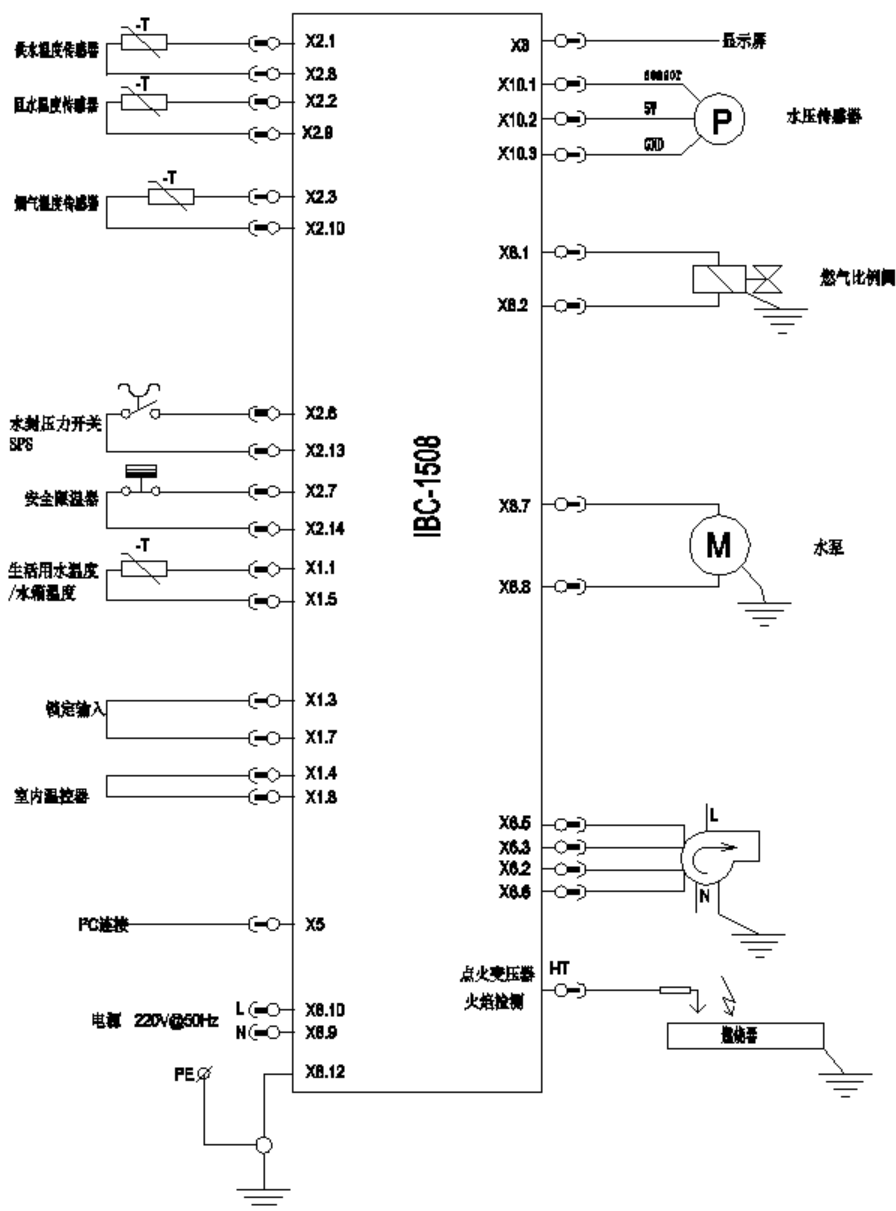 -T
供水温度传感器
X2.1
X2.8
-T
回水温度传感器
X2.2
X2.9
-T
烟气温度传感器
X2.3
X2.10
水封压力开关
SPS
X2.6
X2.13
安全限温器
X2.7
X2.14
-T
生活用水温度
/水箱温度
X1.1
X1.5
锁定输入
X1.3
X1.7
室内温控器
X1.4
X1.8
I²C连接
X5
电源 220V@50Hz
L
X8.10
N
X8.9
PE
X8.12
IBC-1508
显示屏
X10.1
sensor
X10.2
5V
X10.3
GND
P
水压传感器
X8.1
X8.2
燃气比例阀
X8.7
X8.8
M
水泵
X6.5
X6.3
X6.2
X6.6
L
N
点火变压器
HT
火焰检测
燃烧器